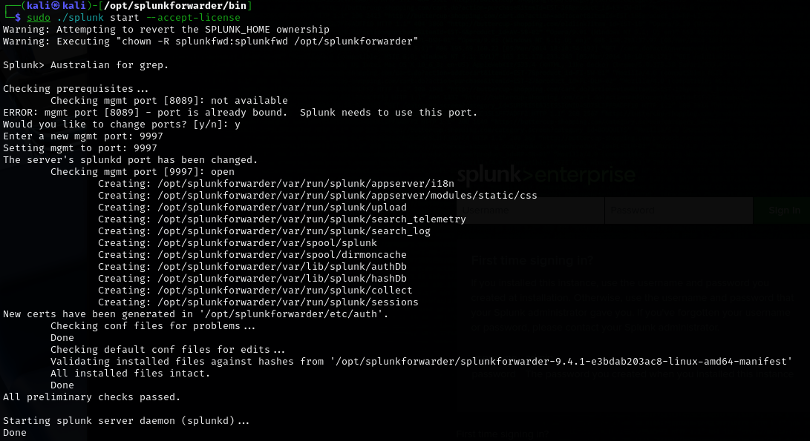 ┌──(kali㉿kali)-[/opt/splunkforwarder/bin]
└─$ sudo ./splunk start --accept-license
Warning: Attempting to revert the SPLUNK_HOME ownership
Warning: Executing "chown -R splunkfwd:splunkfwd /opt/splunkforwarder"
Splunk> Australian for grep.
Checking prerequisites...
Checking mgmt port [8089]: not available
ERROR: mgmt port [8089] - port is already bound.  Splunk needs to use this port.
Would you like to change ports? [y/n]: y
Enter a new mgmt port: 9997
Setting mgmt to port: 9997
The server's splunkd port has been changed.
Checking mgmt port [9997]: open
Creating: /opt/splunkforwarder/var/run/splunk/appserver/i18n
Creating: /opt/splunkforwarder/var/run/splunk/appserver/modules/static/css
Creating: /opt/splunkforwarder/var/run/splunk/upload
Creating: /opt/splunkforwarder/var/run/splunk/search_telemetry
Creating: /opt/splunkforwarder/var/run/splunk/search_log
Creating: /opt/splunkforwarder/var/spool/splunk
Creating: /opt/splunkforwarder/var/spool/dirmoncache
Creating: /opt/splunkforwarder/var/lib/splunk/authDb
Creating: /opt/splunkforwarder/var/lib/splunk/hashDb
Creating: /opt/splunkforwarder/var/run/splunk/collect
Creating: /opt/splunkforwarder/var/run/splunk/sessions
New certs have been generated in '/opt/splunkforwarder/etc/auth'.
Checking conf files for problems...
Done
Checking default conf files for edits...
Validating installed files against hashes from '/opt/splunkforwarder/splunkforwarder-9.4.1-e3bdab203ac8-linux-amd64-manifest'
All installed files intact.
Done
All preliminary checks passed.
Starting splunk server daemon (splunkd)...
Done
splunk>enterprise
Sign in
First time signing in?